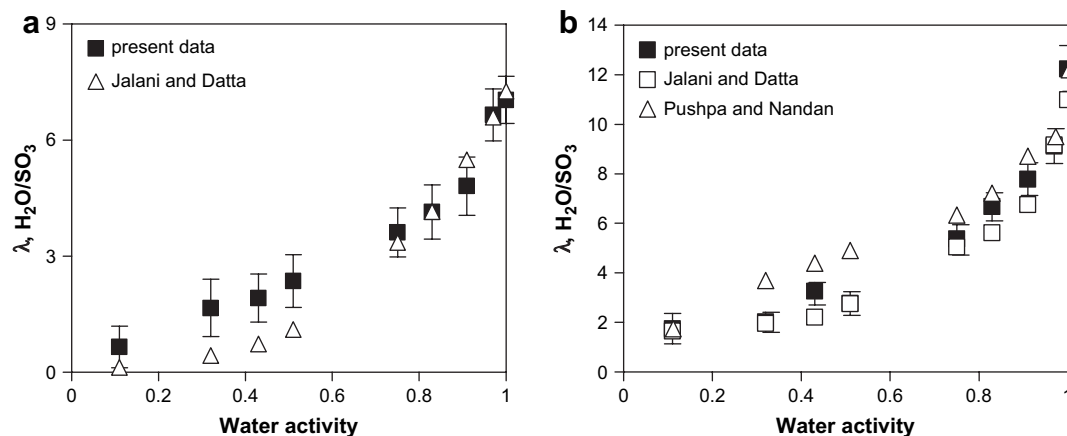 a
9
6
3
0
λ, H₂O/SO₃
present data
Jalani and Datta
0
0.2
0.4
0.6
0.8
1
Water activity
b
14
12
10
8
6
4
2
0
λ, H₂O/SO₃
present data
Jalani and Datta
Pushpa and Nandan
0
0.2
0.4
0.6
0.8
1
Water activity